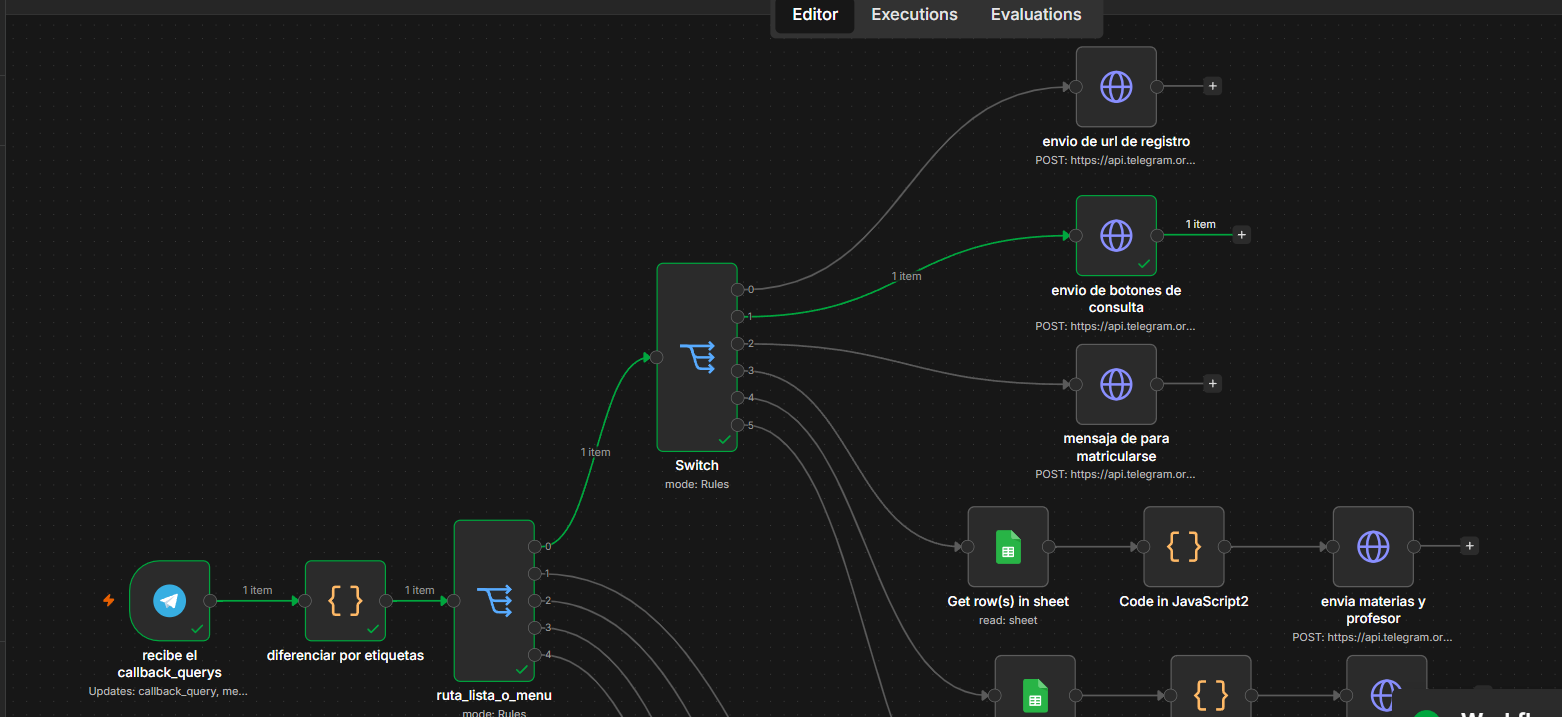 Editor Executions Evaluations
envio de url de registro
POST: https://api.telegram.or...
1 item
envio de botones de
consulta
POST: https://api.telegram.or...
1 item
0
1
2
3
4
5
Switch
mode: Rules
mensaja de para
matricularse
POST: https://api.telegram.or...
1 item
Get row(s) in sheet
read: sheet
Code in JavaScript2
envia materias y
profesor
POST: https://api.telegram.or...
1 item
1 item
0
1
2
3
4
recibe el
callback_querys
Updates: callback_query, me...
diferenciar por etiquetas
ruta_lista_o_menu
mode: Rules